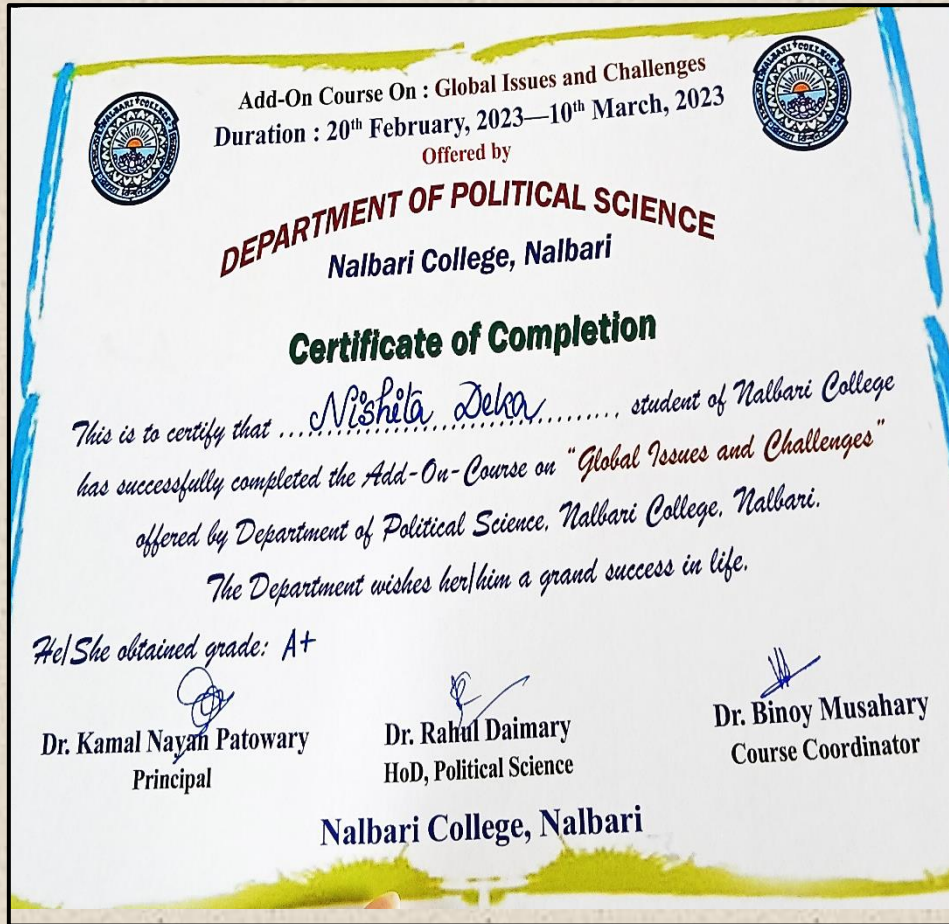 Add-On Course On : Global Issues and Challenges
Duration : 20th February, 2023—10th March, 2023
Offered by
DEPARTMENT OF POLITICAL SCIENCE
Nalbari College, Nalbari
Certificate of Completion
This is to certify that ...Nishita Deka........, student of Nalbari College
has successfully completed the Add-On-Course on "Global Issues and Challenges"
offered by Department of Political Science, Nalbari College, Nalbari.
The Department wishes her/him a grand success in life.
He/She obtained grade: A+
Dr. Kamal Nayan Patowary
Principal
Dr. Rahul Daimary
HoD, Political Science
Dr. Binoy Musahary
Course Coordinator
Nalbari College, Nalbari